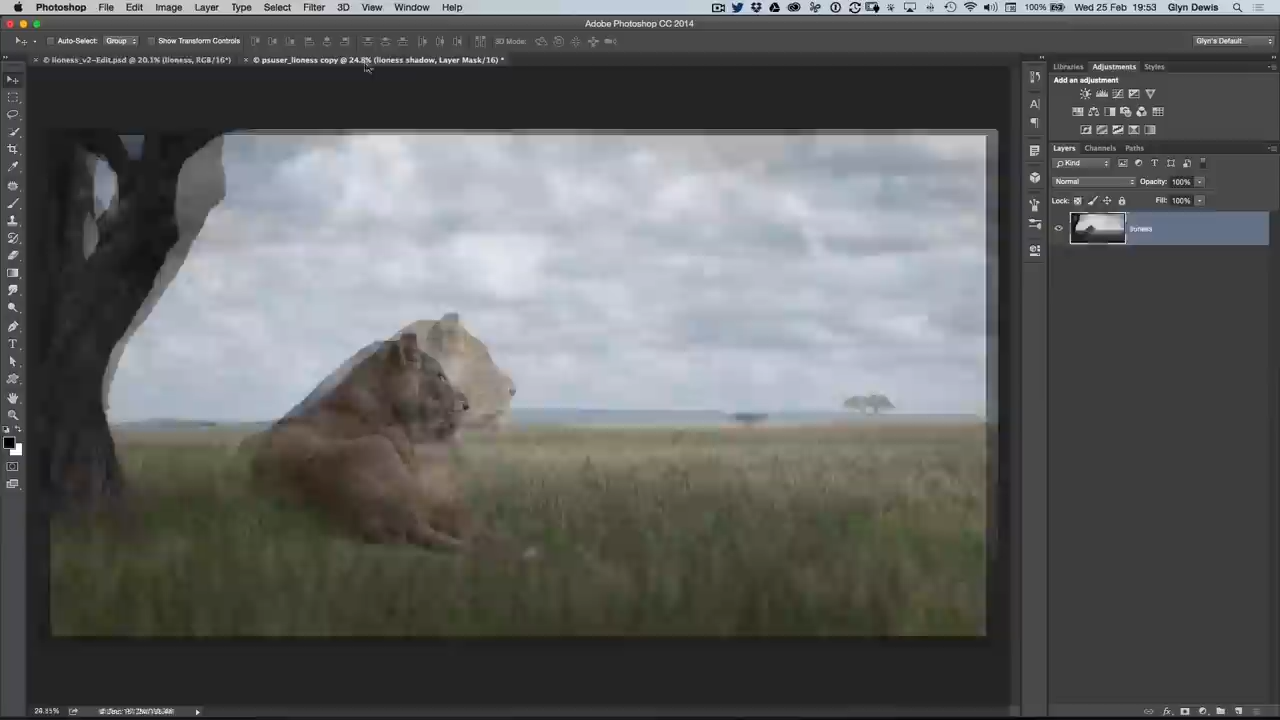 Photoshop File Edit Image Layer Type Select Filter 3D View Window Help 100% Wed 25 Feb 19:53 Glyn Dewis
Adobe Photoshop CC 2014
Auto-Select: Group Show Transform Controls 3D Mode: Glyn's Default
× © lioness_v2-Edit.psd @ 20.1% (lioness, RGB/16*) × © psuser_lioness copy @ 24.8% (lioness shadow, Layer Mask/16) *
Libraries Adjustments Styles
Add an adjustment
Layers Channels Paths
Kind
Normal Opacity: 100%
Lock: Fill: 100%
lioness